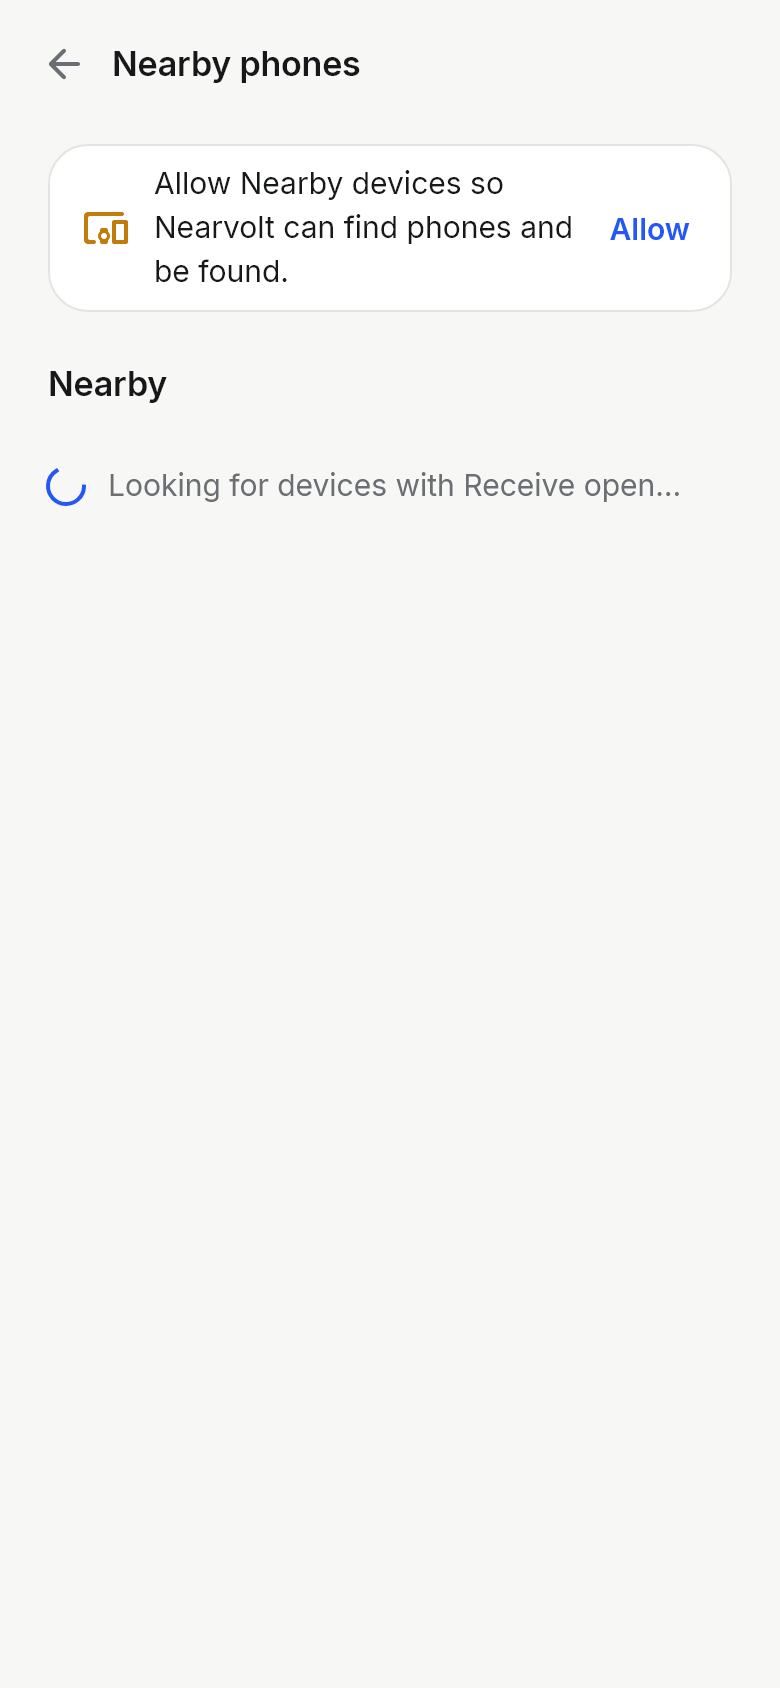 Nearby phones
Allow Nearby devices so
Nearvolt can find phones and
be found.
Allow
Nearby
Looking for devices with Receive open...